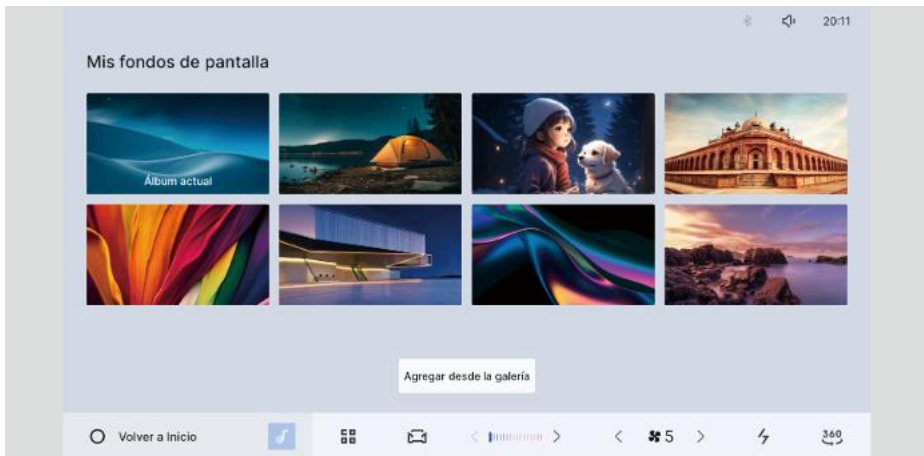 20:11
Mis fondos de pantalla
Álbum actual
Agregar desde la galería
Volver a Inicio
5
360